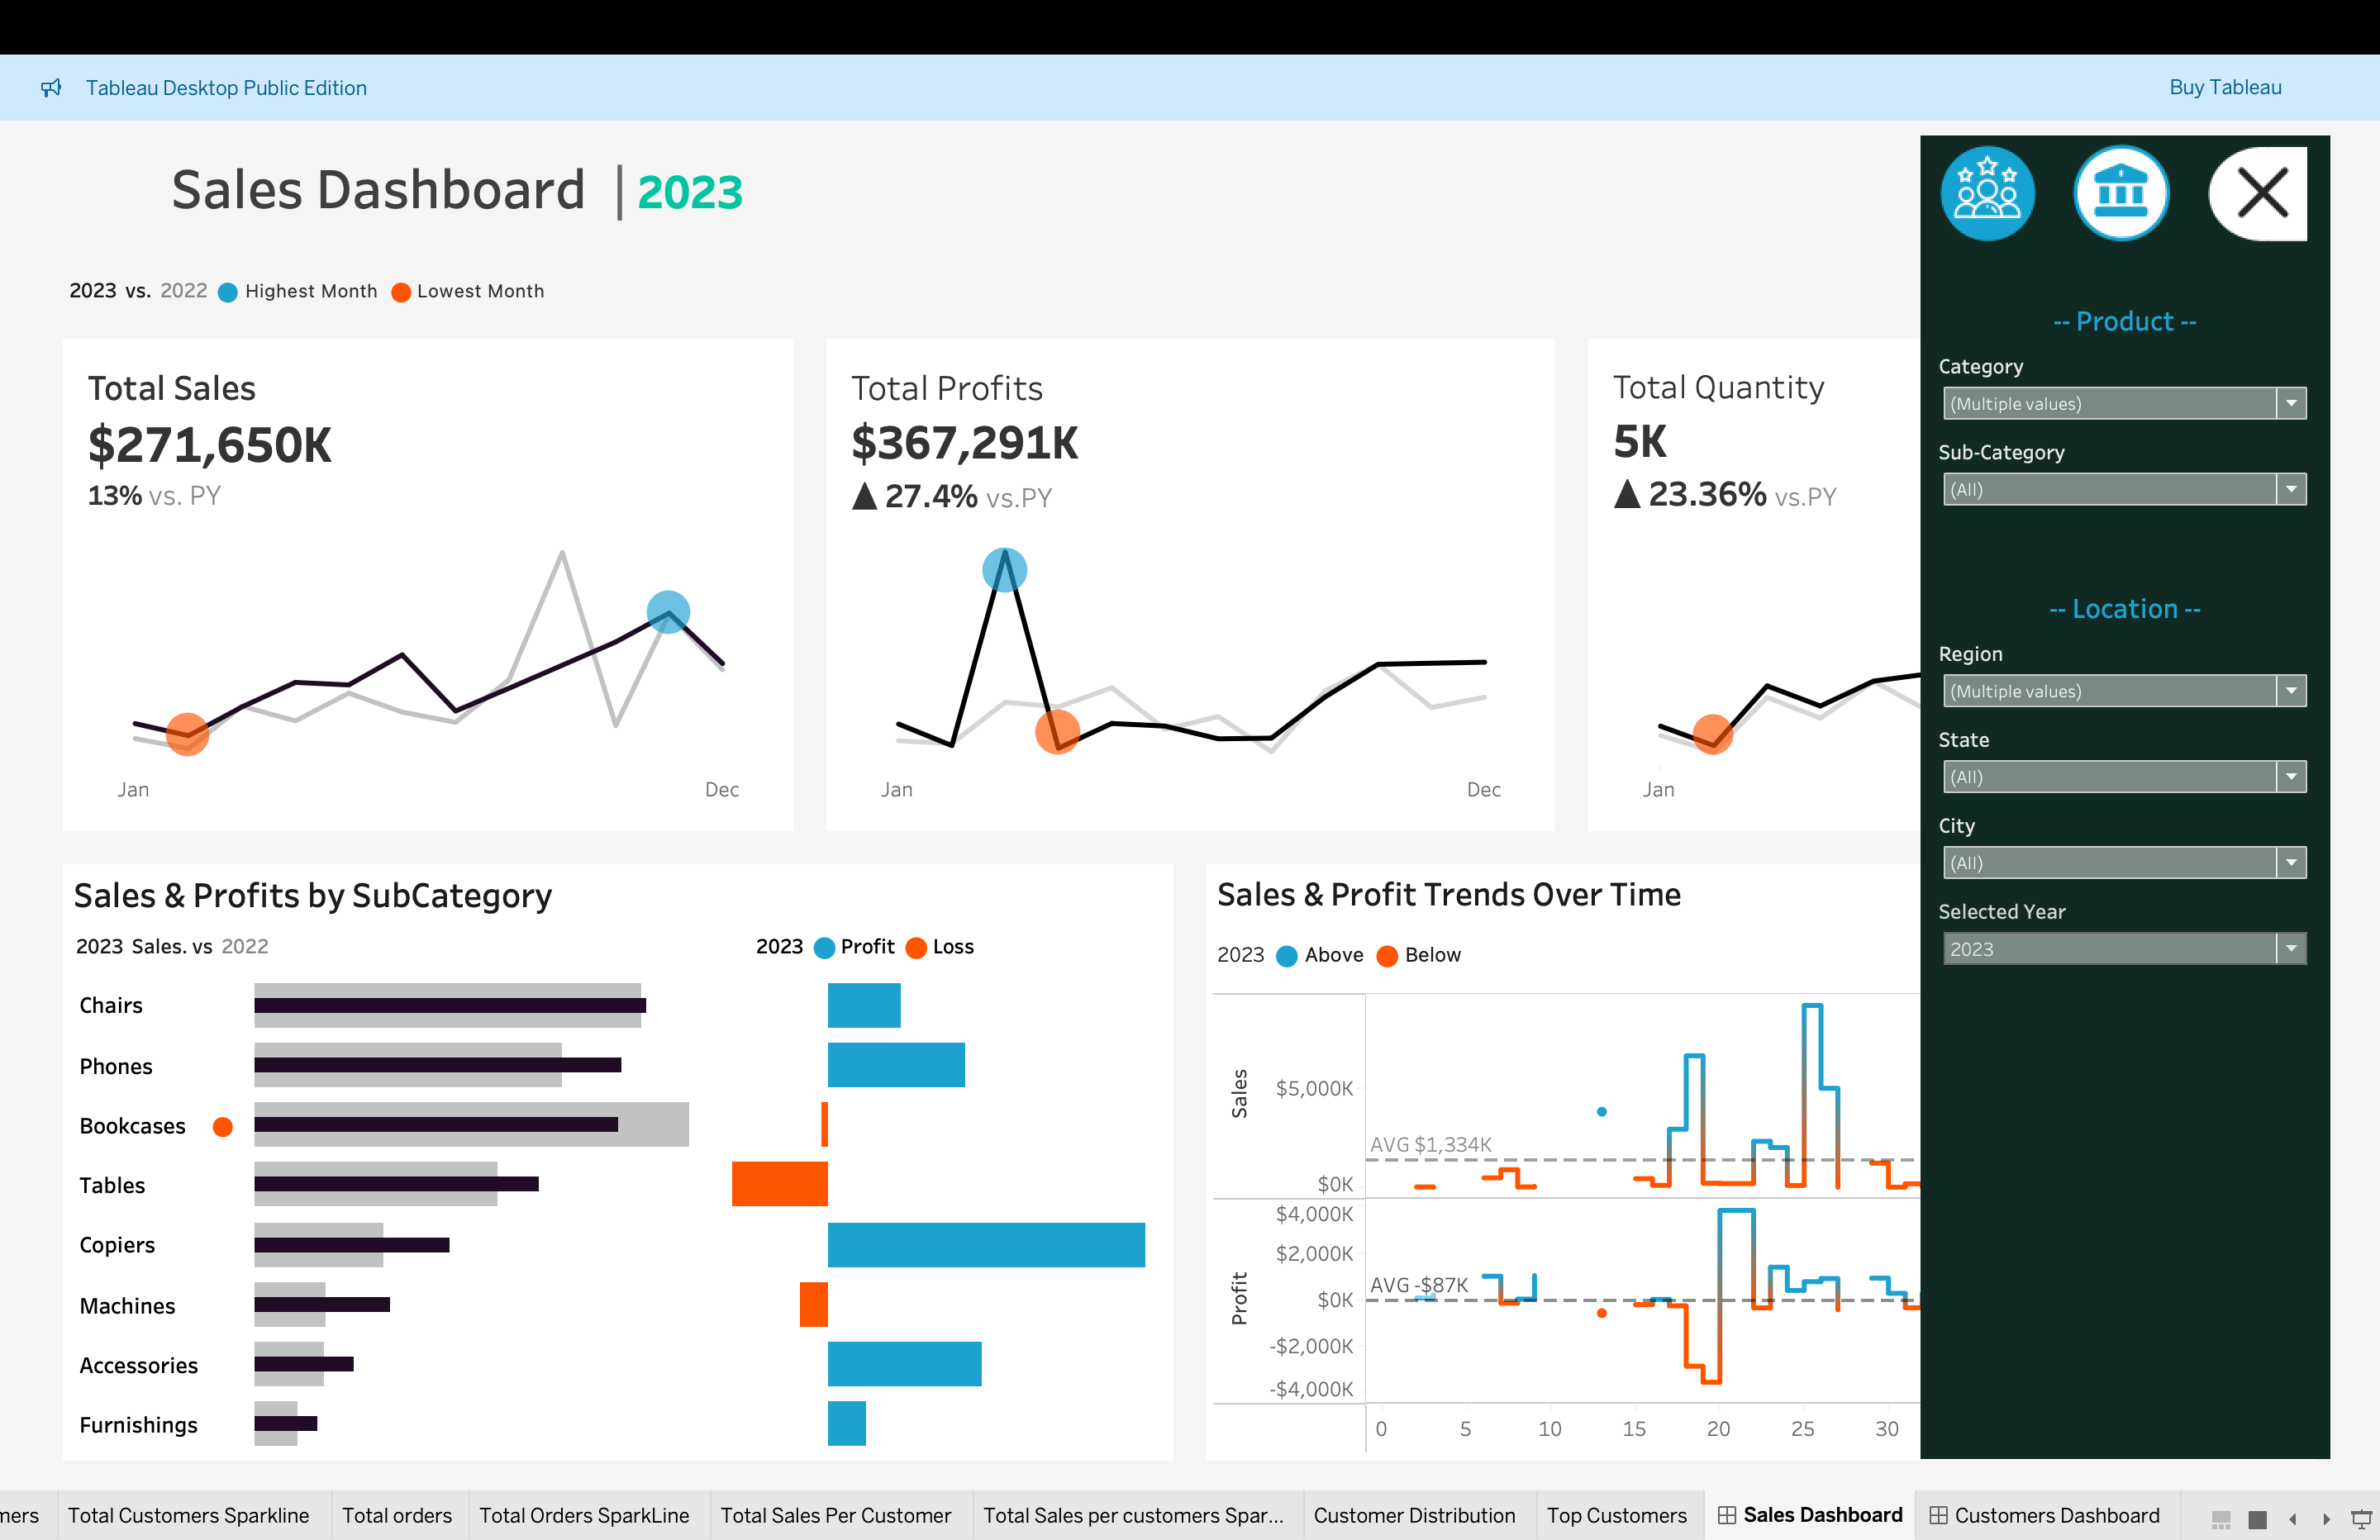 Tableau Desktop Public Edition
Buy Tableau
Sales Dashboard | 2023
2023 vs. 2022 Highest Month Lowest Month
Total Sales
$271,650K
13% vs. PY
Jan Dec
Total Profits
$367,291K
▲ 27.4% vs.PY
Jan Dec
Total Quantity
5K
▲ 23.36% vs.PY
Jan
-- Product --
Category
(Multiple values)
Sub-Category
(All)
-- Location --
Region
(Multiple values)
State
(All)
City
(All)
Selected Year
2023
Sales & Profits by SubCategory
2023 Sales. vs 2022
2023 Profit Loss
Chairs
Phones
Bookcases
Tables
Copiers
Machines
Accessories
Furnishings
Sales & Profit Trends Over Time
2023 Above Below
Sales
$5,000K
AVG $1,334K
$0K
Profit
$4,000K
$2,000K
AVG -$87K
$0K
-$2,000K
-$4,000K
0 5 10 15 20 25 30
mers Total Customers Sparkline Total orders Total Orders SparkLine Total Sales Per Customer Total Sales per customers Spar... Customer Distribution Top Customers Sales Dashboard Customers Dashboard